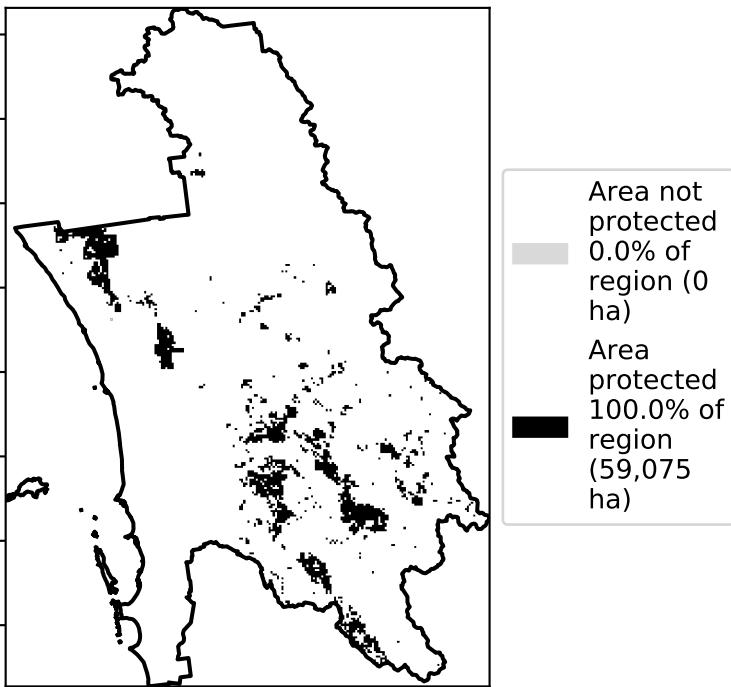 Area not
protected
0.0% of
region (0
ha)
Area
protected
100.0% of
region
(59,075
ha)